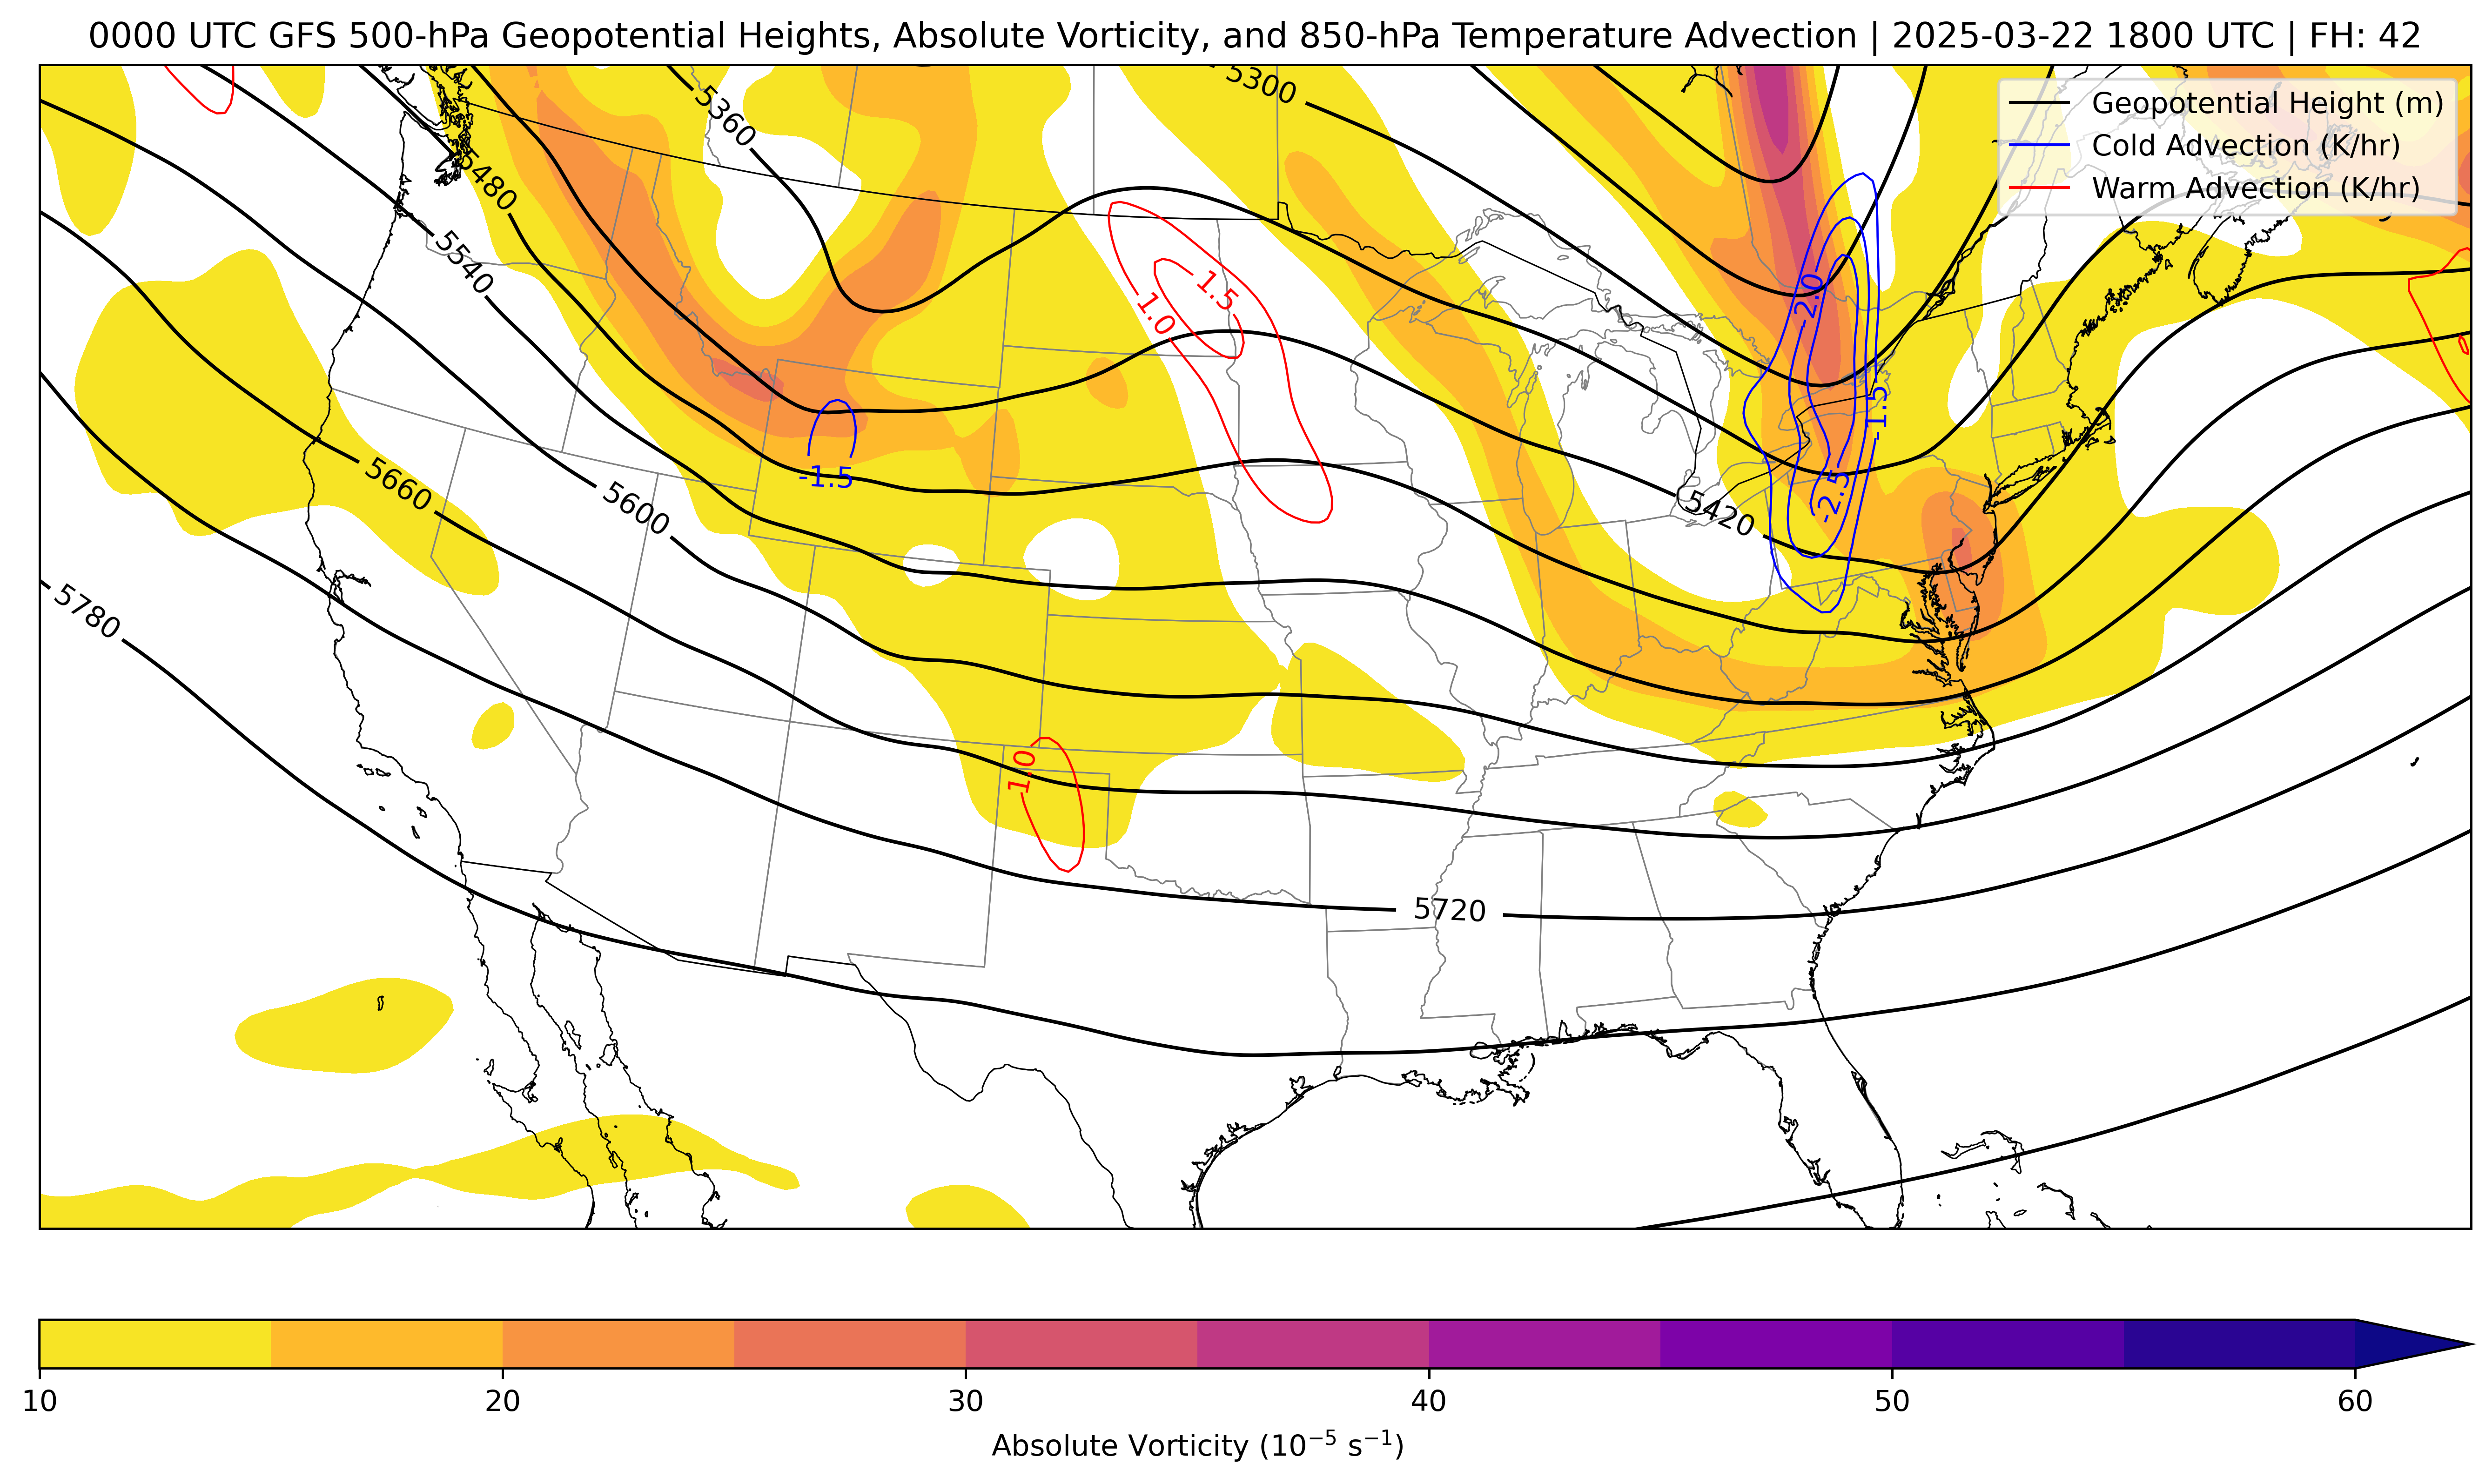 0000 UTC GFS 500-hPa Geopotential Heights, Absolute Vorticity, and 850-hPa Temperature Advection | 2025-03-22 1800 UTC | FH: 42
Geopotential Height (m)
Cold Advection (K/hr)
Warm Advection (K/hr)
5300
5360
5480
5540
5660
5600
5780
5420
5720
1.5
1.0
1.0
-2.0
-1.5
-2.5
-1.5
10 20 30 40 50 60
Absolute Vorticity (10⁻⁵ s⁻¹)